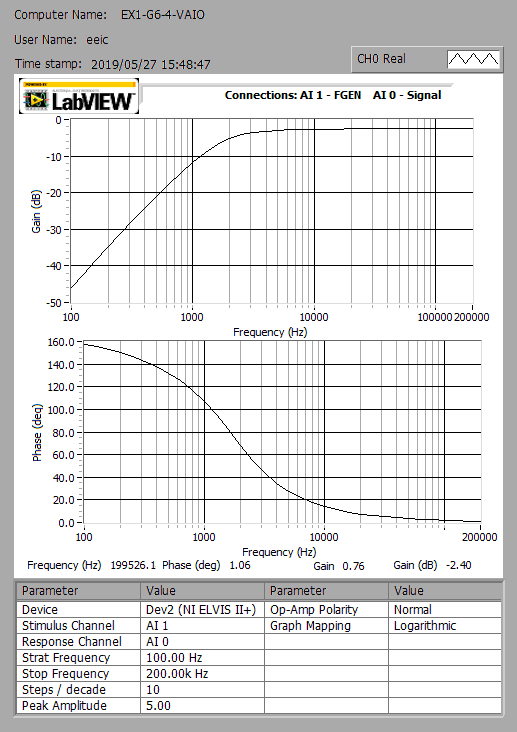 Computer Name: EX1-G6-4-VAIO
User Name: eeic
Time stamp: 2019/05/27 15:48:47
CH0 Real
LabVIEW
Connections: AI 1 - FGEN AI 0 - Signal
0
-10
-20
-30
-40
-50
Gain (dB)
100 1000 10000 100000 200000
Frequency (Hz)
160.0
140.0
120.0
100.0
80.0
60.0
40.0
20.0
0.0
Phase (deg)
100 1000 10000 200000
Frequency (Hz)
Frequency (Hz) 199526.1 Phase (deg) 1.06 Gain 0.76 Gain (dB) -2.40
Parameter Value Parameter Value
Device Dev2 (NI ELVIS II+) Op-Amp Polarity Normal
Stimulus Channel AI 1 Graph Mapping Logarithmic
Response Channel AI 0
Strat Frequency 100.00 Hz
Stop Frequency 200.00k Hz
Steps / decade 10
Peak Amplitude 5.00